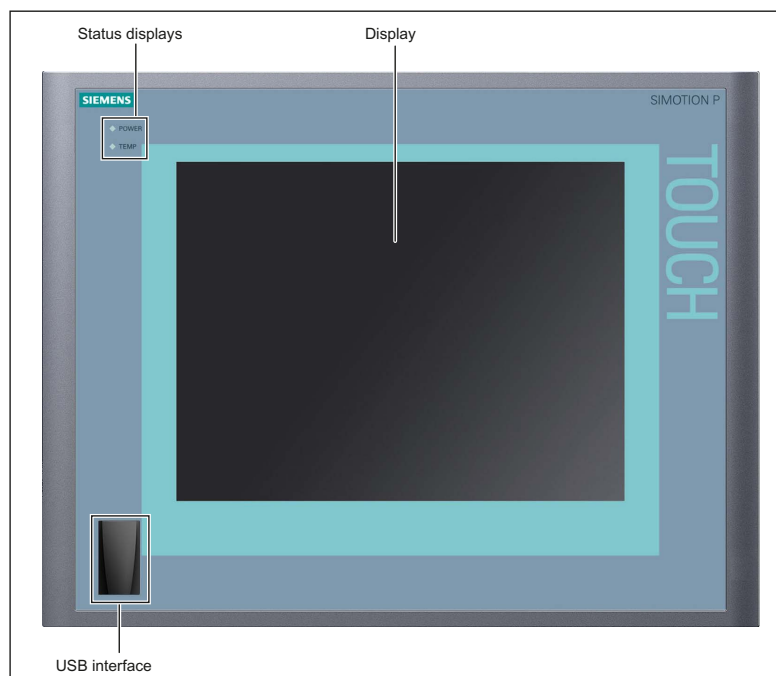 Status displays
Display
SIEMENS
SIMOTION P
POWER
TEMP
TOUCH
USB interface